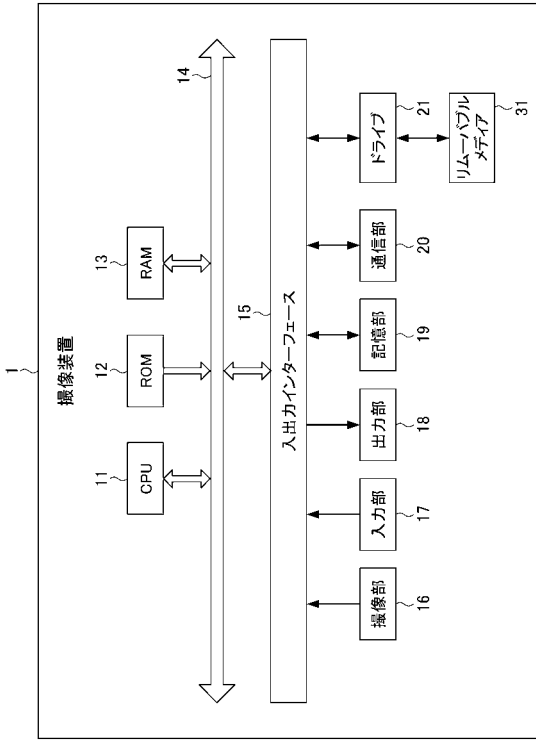 1
撮像装置
11
12
13
CPU
ROM
RAM
14
15
入出力インターフェース
撮像部
入力部
出力部
記憶部
通信部
ドライブ
16
17
18
19
20
21
リムーバブル
メディア
31